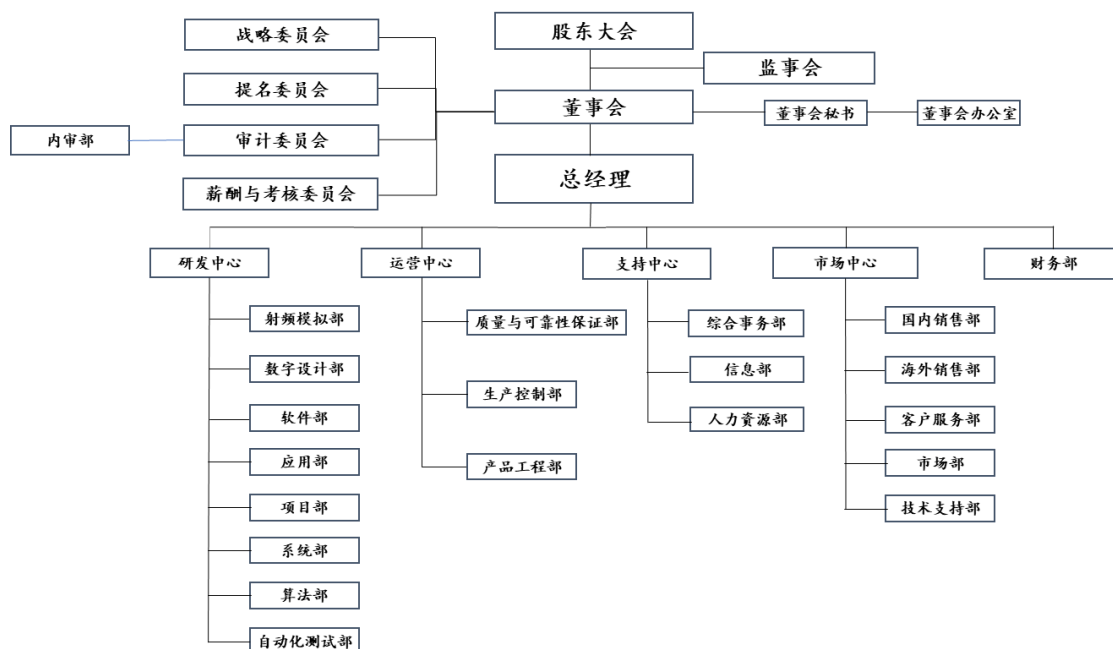 股东大会
监事会
战略委员会
提名委员会
审计委员会
薪酬与考核委员会
内审部
董事会
董事会秘书
董事会办公室
总经理
研发中心
运营中心
支持中心
市场中心
财务部
射频模拟部
数字设计部
软件部
应用部
项目部
系统部
算法部
自动化测试部
质量与可靠性保证部
生产控制部
产品工程部
综合事务部
信息部
人力资源部
国内销售部
海外销售部
客户服务部
市场部
技术支持部